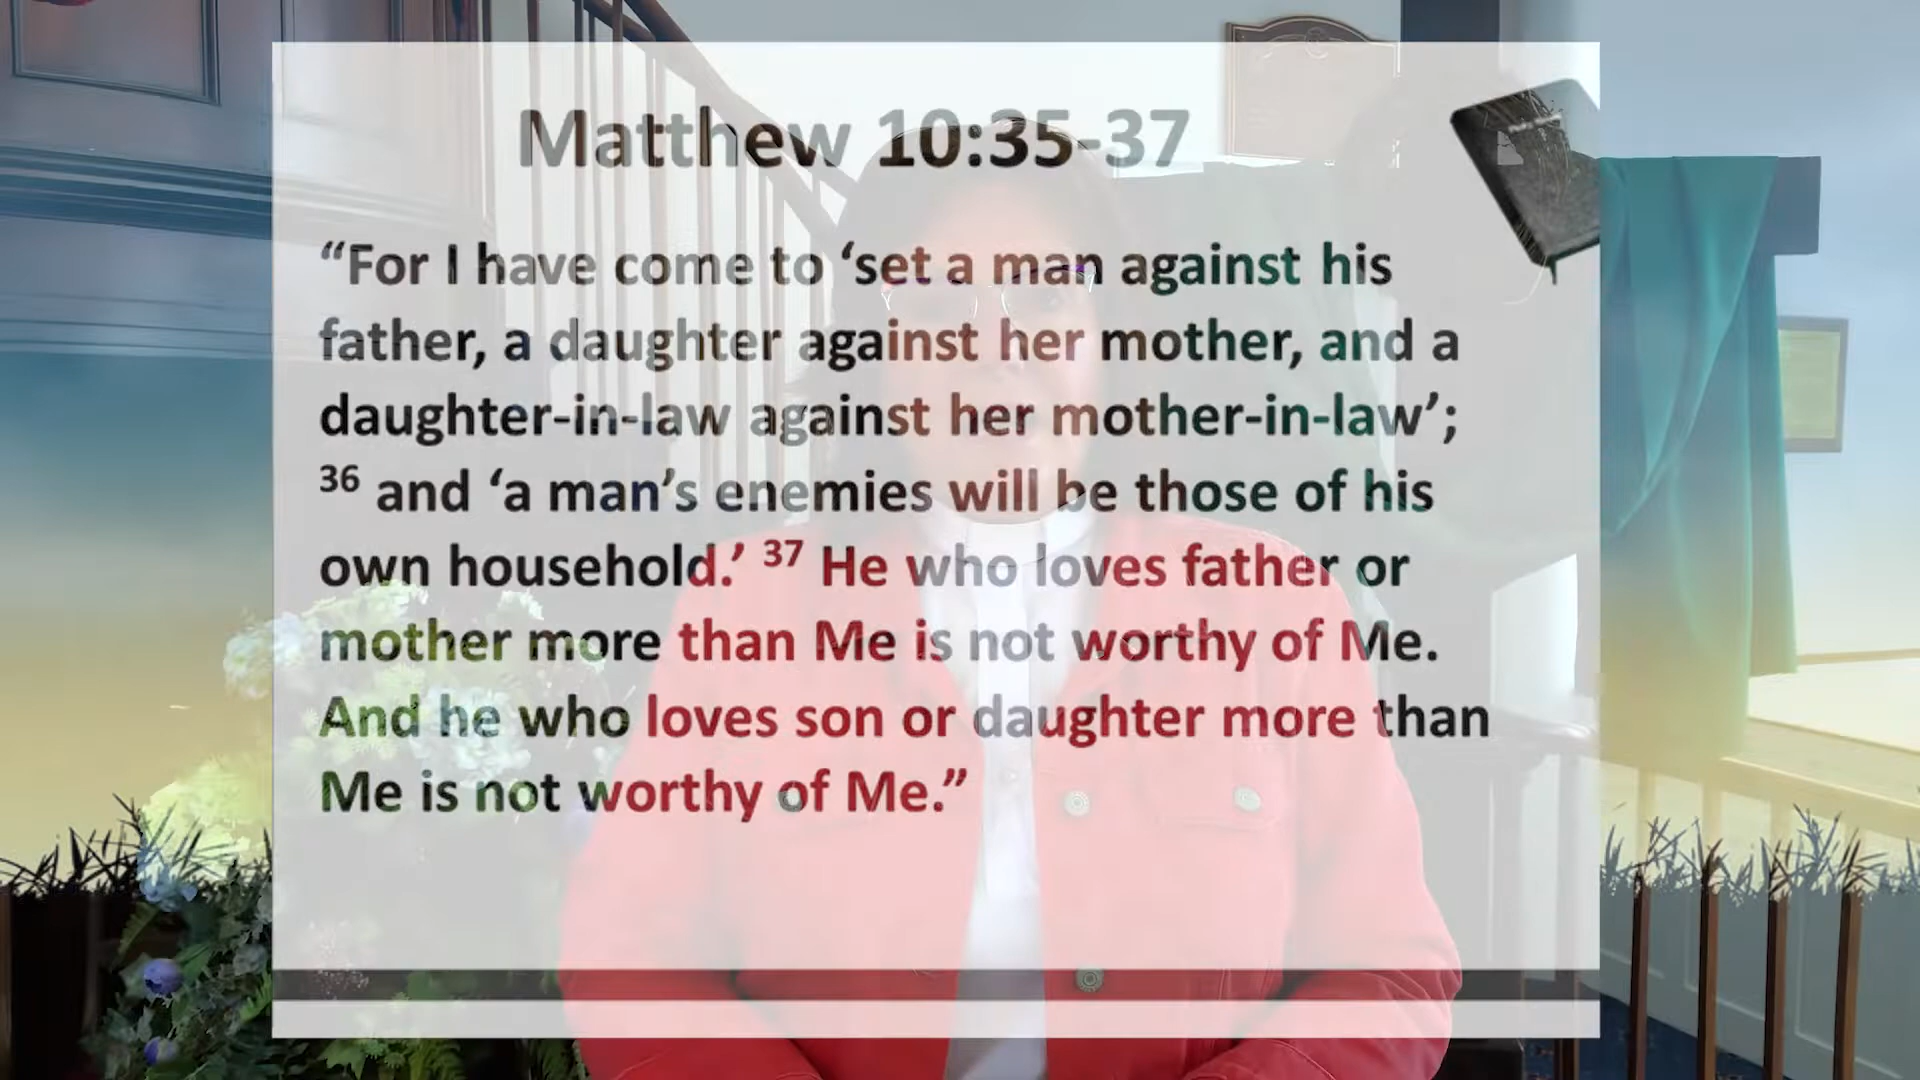 Matthew 10:35-37
“For I have come to ‘set a man against his
father, a daughter against her mother, and a
daughter-in-law against her mother-in-law’;
36 and ‘a man’s enemies will be those of his
own household.’ 37 He who loves father or
mother more than Me is not worthy of Me.
And he who loves son or daughter more than
Me is not worthy of Me.”